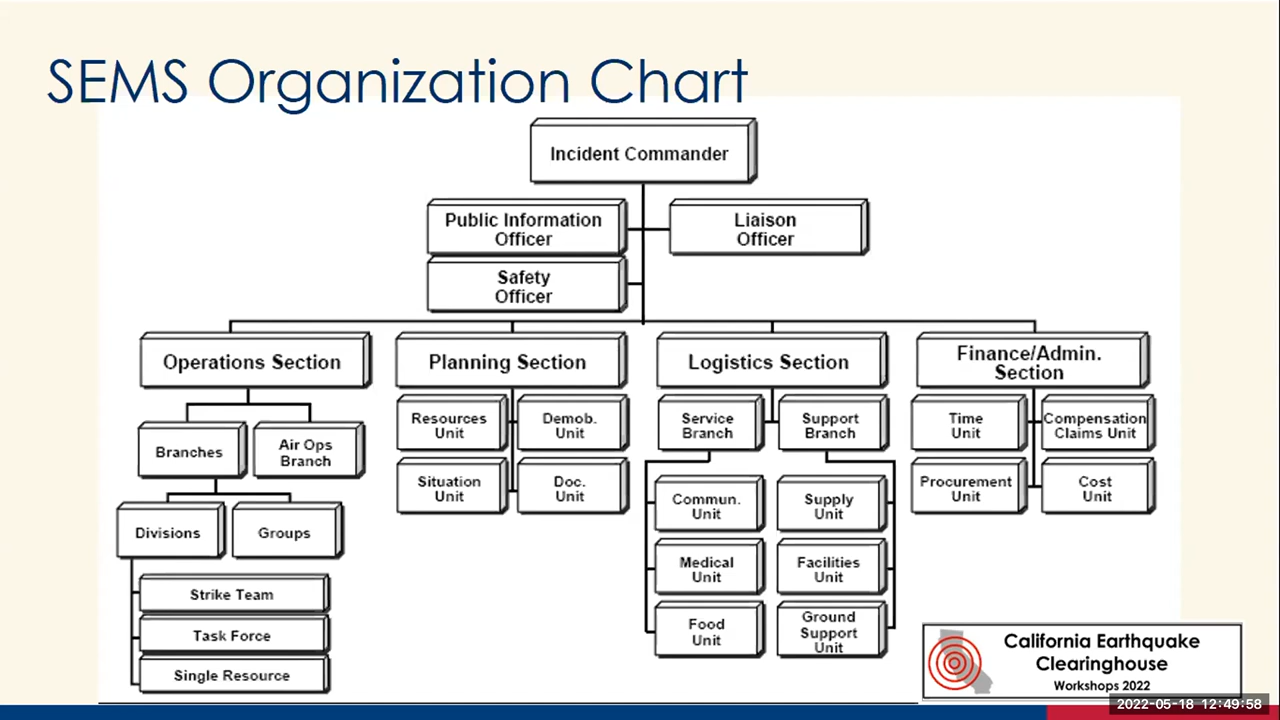 SEMS Organization Chart
Incident Commander
Public Information
Officer
Liaison
Officer
Safety
Officer
Operations Section
Planning Section
Logistics Section
Finance/Admin.
Section
Branches
Air Ops
Branch
Divisions
Groups
Strike Team
Task Force
Single Resource
Resources
Unit
Demob.
Unit
Situation
Unit
Doc.
Unit
Service
Branch
Support
Branch
Commun.
Unit
Supply
Unit
Medical
Unit
Facilities
Unit
Food
Unit
Ground
Support
Unit
Time
Unit
Compensation
Claims Unit
Procurement
Unit
Cost
Unit
California Earthquake
Clearinghouse
Workshops 2022
2022-05-18 12:49:58